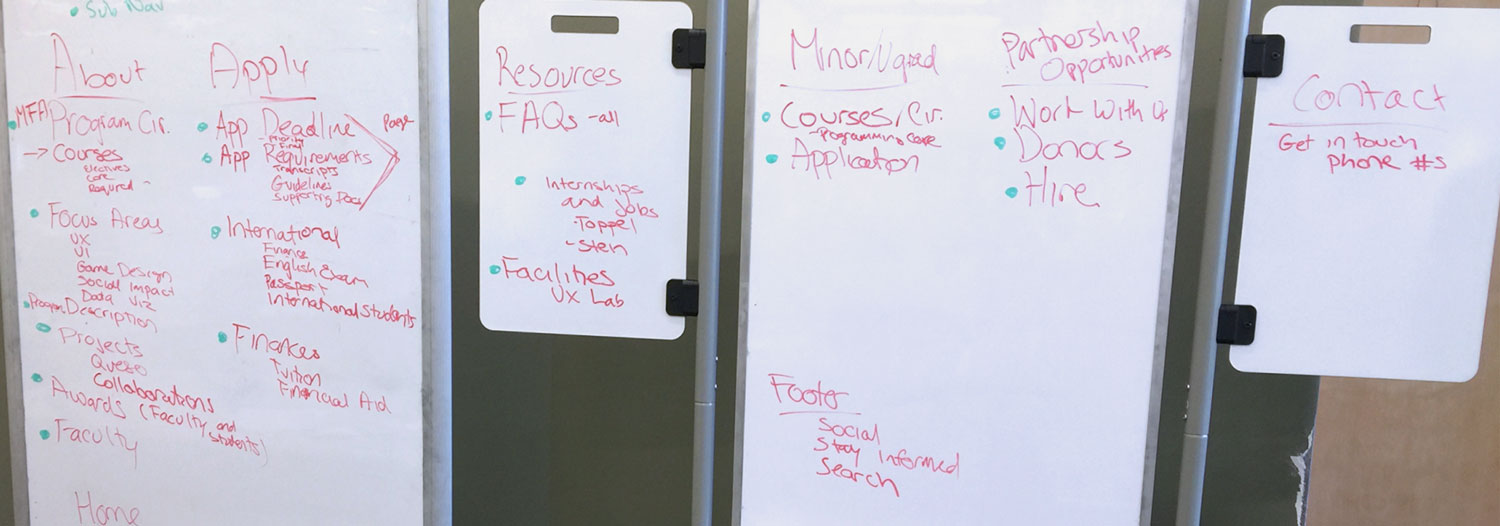 • Sub Nav
About
• MFA Program Cir.
→ Courses
Electives
Core
Required -
• Focus Areas
UX
UI
Game Design
Social Impact
Data Viz
• Program Description
• Projects
Collaborations
• Awards (Faculty and
Students)
• Faculty
Home
Apply
• App Deadline
- Priority
- Final
• App Requirements
Transcripts
Guidelines
Supporting Docs
Page
• International
Finance
English Exam
Passport
International Students
• Finances
Tuition
Financial Aid
Resources
• FAQs - all
• Internships
and Jobs
- Toppel
- Stein
• Facilities
UX Lab
Minor/
• Courses/Cir.
- Programming Core
• Application
Partnership
Opportunities
• Work with Us
• Donors
• Hire
Footer
Social
Stay informed
Search
Contact
Get in touch
phone #s